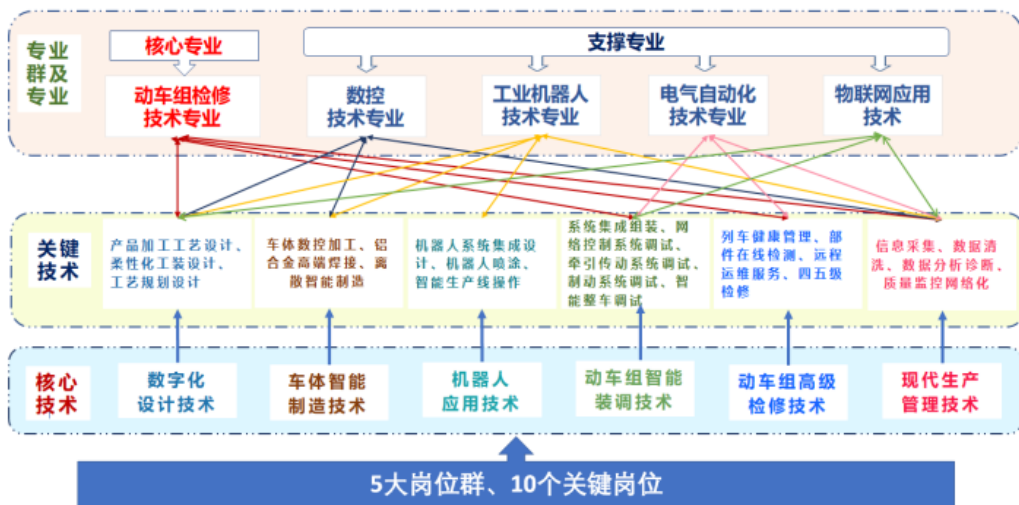 专业
群及
专业
核心专业
支撑专业
动车组检修
技术专业
数控
技术专业
工业机器人
技术专业
电气自动化
技术专业
物联网应用
技术
关键
技术
产品加工工艺设计、
柔性化工装设计、
工艺规划设计
车体数控加工、铝
合金高端焊接、离
散智能制造
机器人系统集成设
计、机器人喷涂、
智能生产线操作
系统集成组装、网
络控制系统调试、
牵引传动系统调试、
制动系统调试、智
能整车调试
列车健康管理、部
件在线检测、远程
运维服务、四五级
检修
信息采集、数据清
洗、数据分析诊断、
质量监控网络化
核心
技术
数字化
设计技术
车体智能
制造技术
机器人
应用技术
动车组智能
装调技术
动车组高级
检修技术
现代生产
管理技术
5大岗位群、10个关键岗位